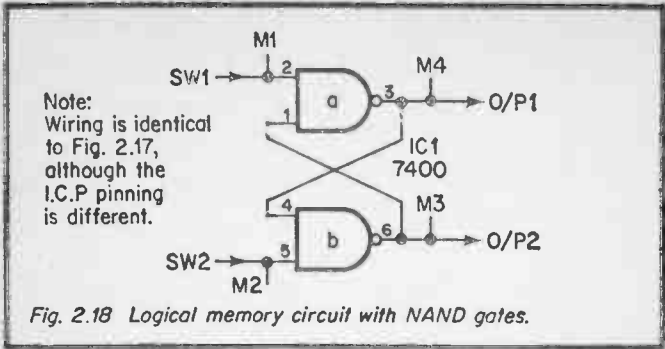 M1
SW1
2
a
3
M4
O/P1
Note:
Wiring is identical
to Fig. 2.17,
although the
I.C.P pinning
is different.
1
IC1
7400
4
b
6
M3
O/P2
SW2
5
M2
Fig. 2.18 Logical memory circuit with NAND gates.